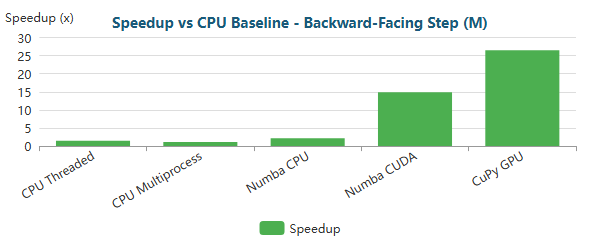 Speedup (x)
Speedup vs CPU Baseline - Backward-Facing Step (M)
30
25
20
15
10
5
0
CPU Threaded
CPU Multiprocess
Numba CPU
Numba CUDA
CuPy GPU
Speedup